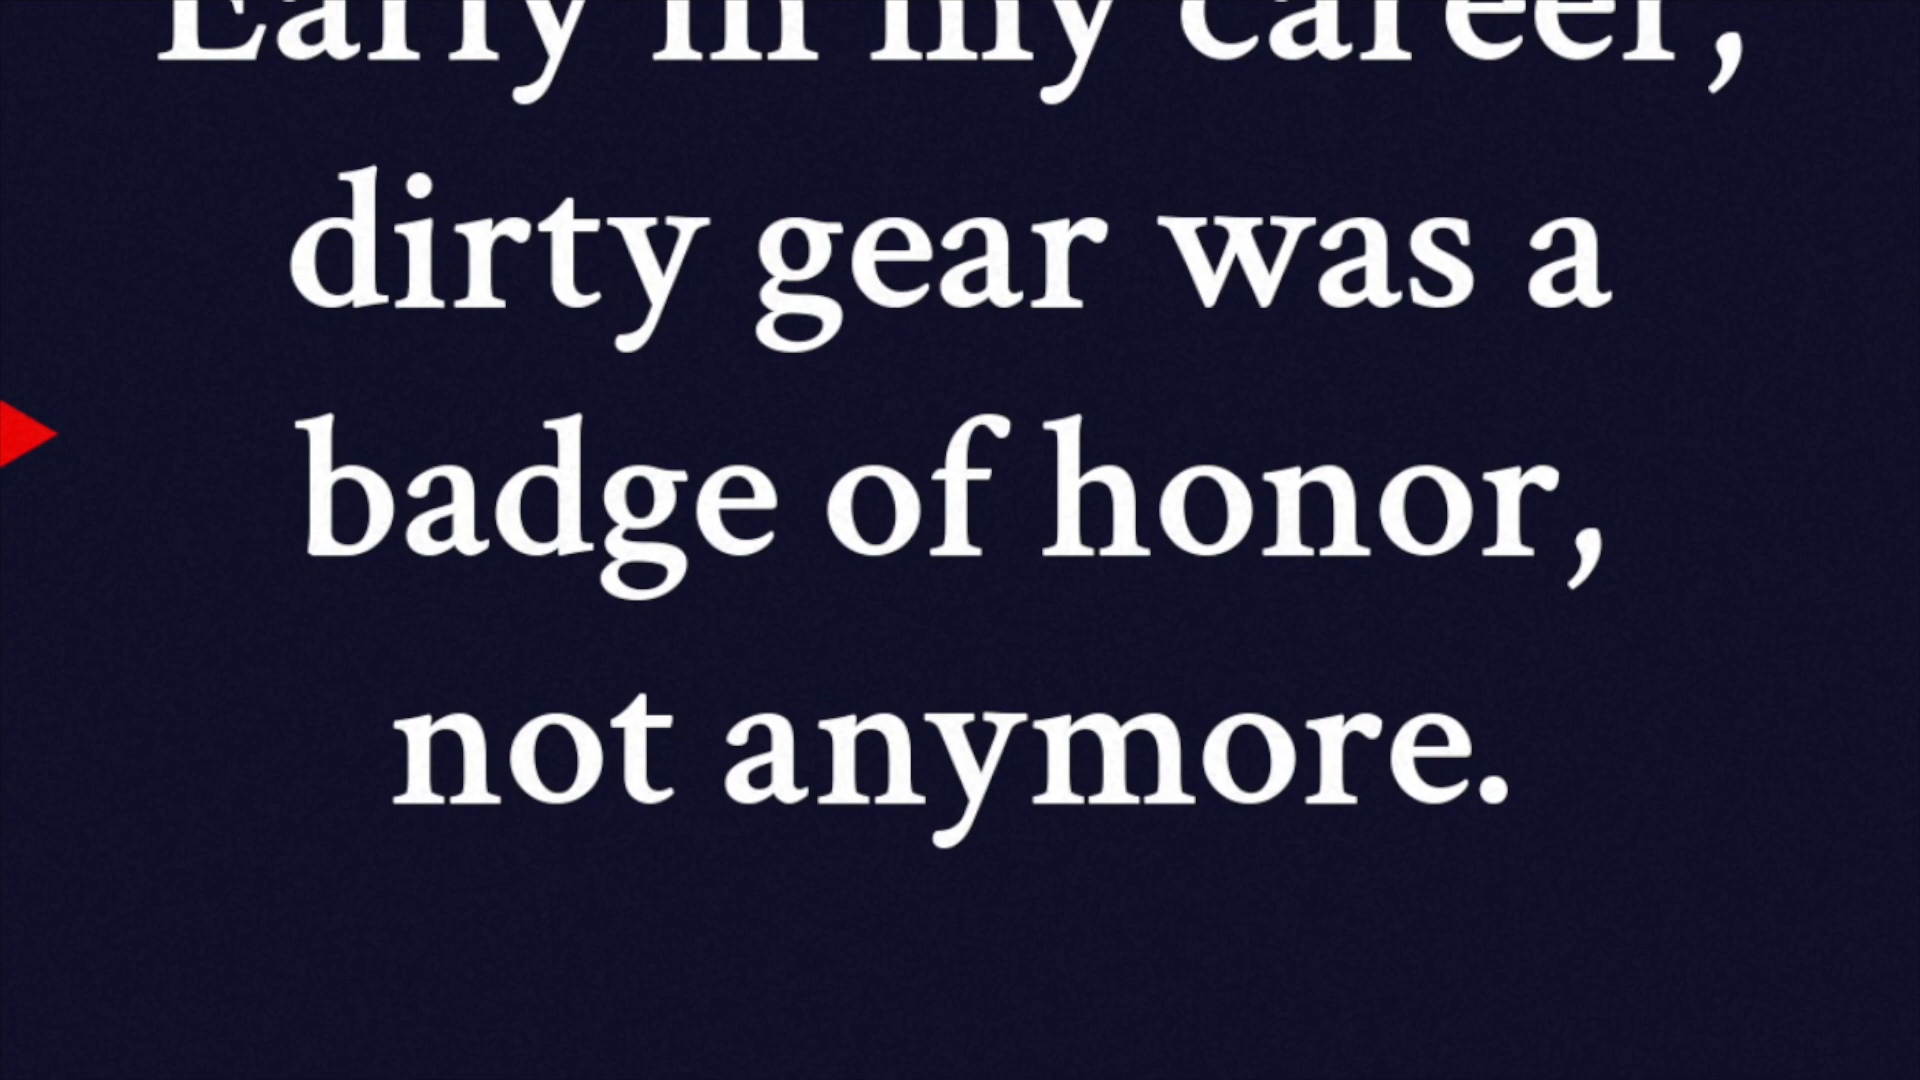 Early in my career,
dirty gear was a
badge of honor,
not anymore.